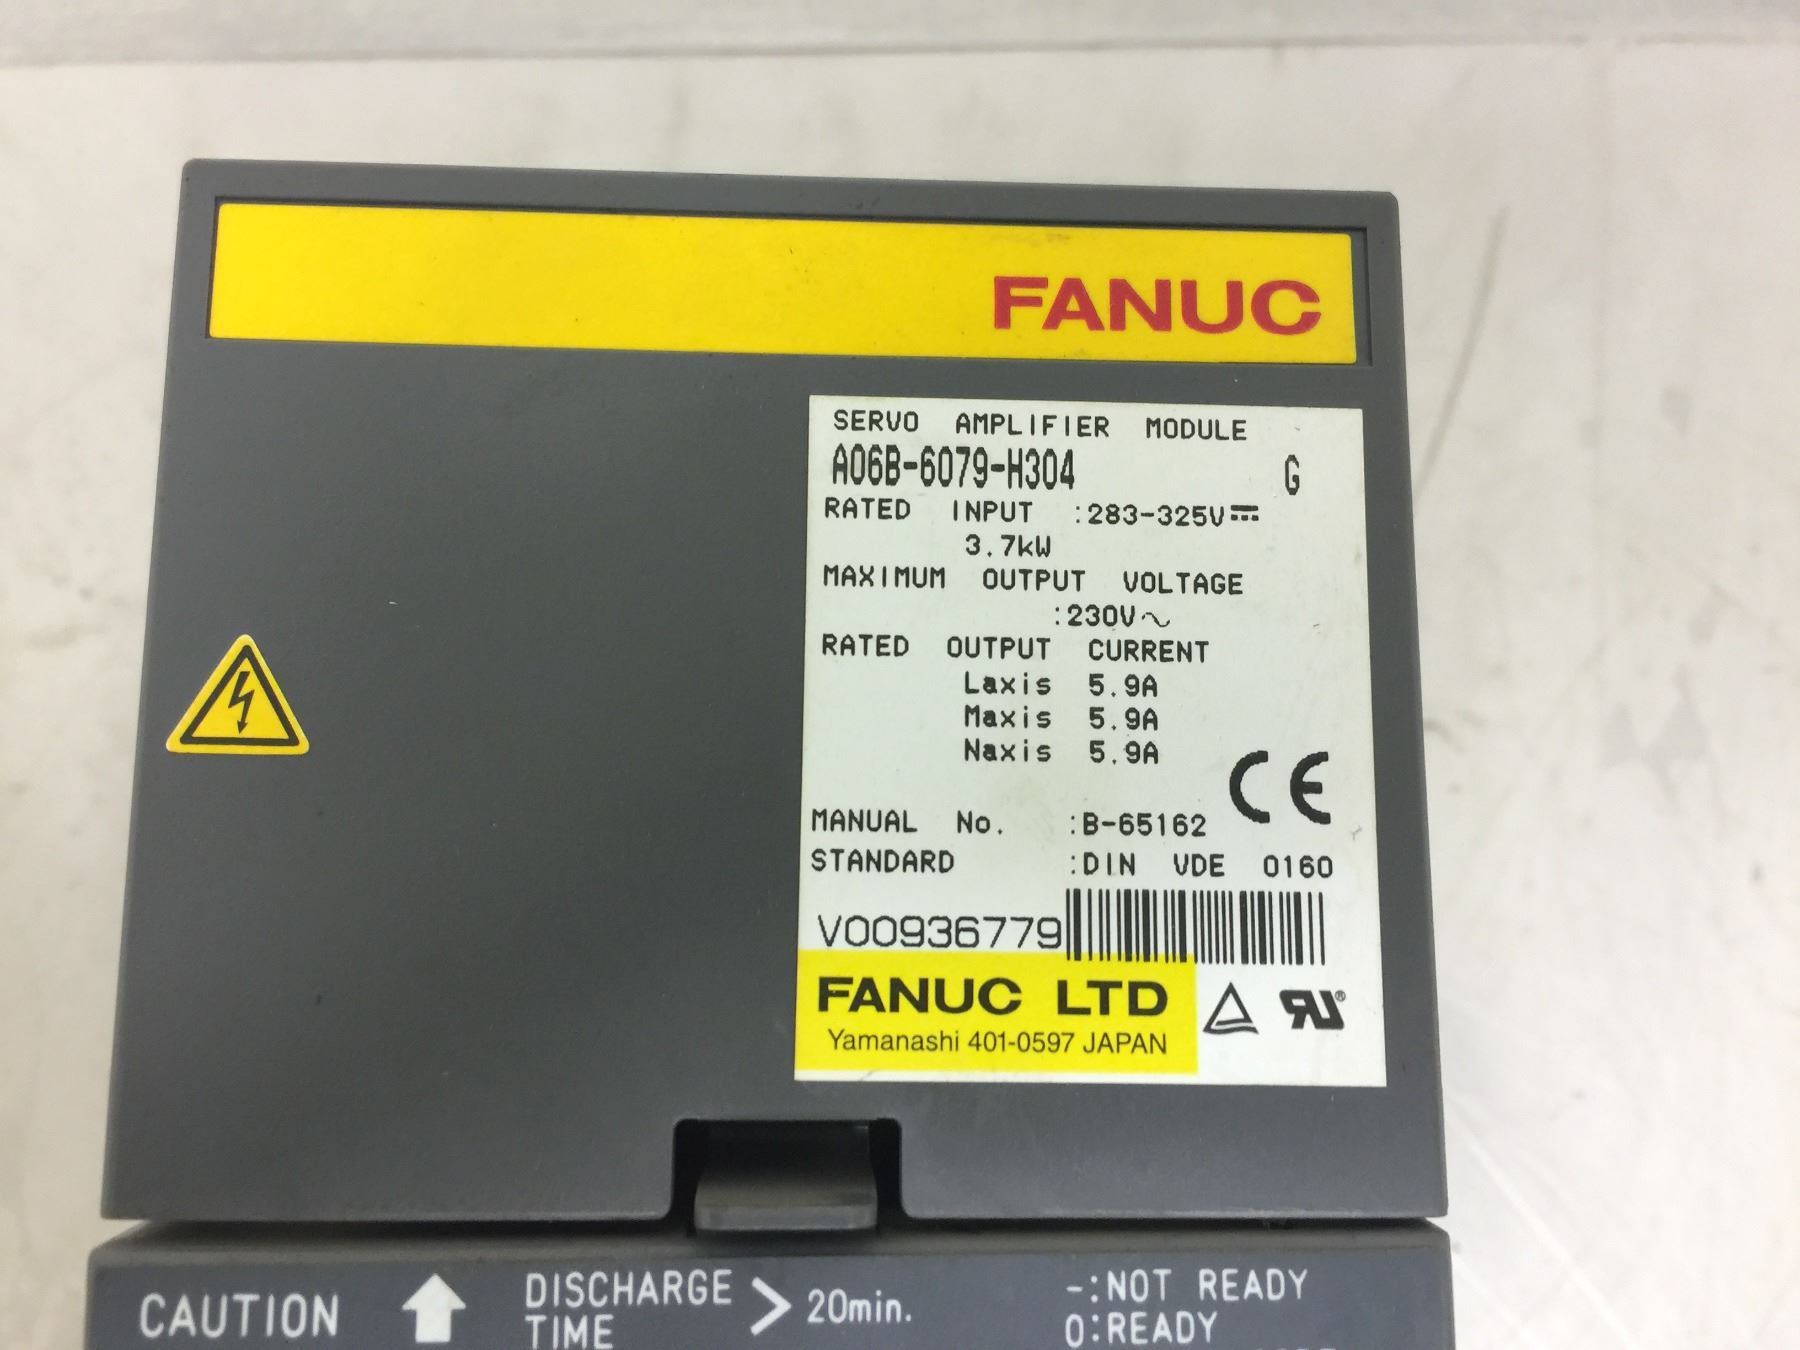 FANUC
SERVO AMPLIFIER MODULE
A06B-6079-H304 G
RATED INPUT :283-325V⎓
3.7kW
MAXIMUM OUTPUT VOLTAGE
:230V～
RATED OUTPUT CURRENT
Laxis 5.9A
Maxis 5.9A
Naxis 5.9A
CE
MANUAL No. :B-65162
STANDARD :DIN VDE 0160
V00936779
FANUC LTD
Yamanashi 401-0597 JAPAN
RU®
CAUTION
DISCHARGE TIME > 20min.
-:NOT READY
0:READY